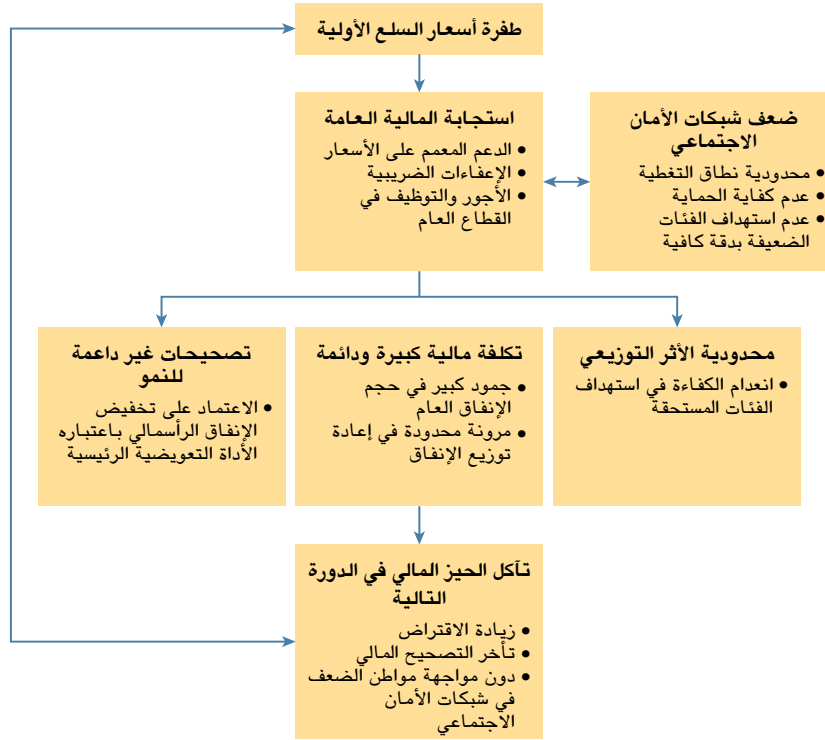 طفرة أسعار السلع الأولية
استجابة المالية العامة
• الدعم المعمم على الأسعار
• الإعفاءات الضريبية
• الأجور والتوظيف في
القطاع العام
ضعف شبكات الأمان
الاجتماعي
• محدودية نطاق التغطية
• عدم كفاية الحماية
• عدم استهداف الفئات
الضعيفة بدقة كافية
محدودية الأثر التوزيعي
• انعدام الكفاءة في استهداف
الفئات المستحقة
تكلفة مالية كبيرة ودائمة
• جمود كبير في حجم
الإنفاق العام
• مرونة محدودة في إعادة
توزيع الإنفاق
تصحيحات غير داعمة
للنمو
• الاعتماد على تخفيض
الإنفاق الرأسمالي باعتباره
الأداة التعويضية الرئيسية
تآكل الحيز المالي في الدورة
التالية
• زيادة الاقتراض
• تأخر التصحيح المالي
• دون مواجهة مواطن الضعف
في شبكات الأمان
الاجتماعي